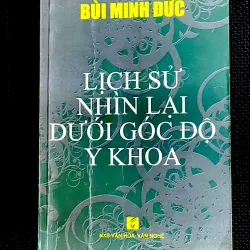 BÙI MINH ĐỨC
LỊCH SỬ
NHÌN LẠI
DƯỚI GÓC ĐỘ
Y KHOA
NXB VĂN HÓA VĂN NGHỆ